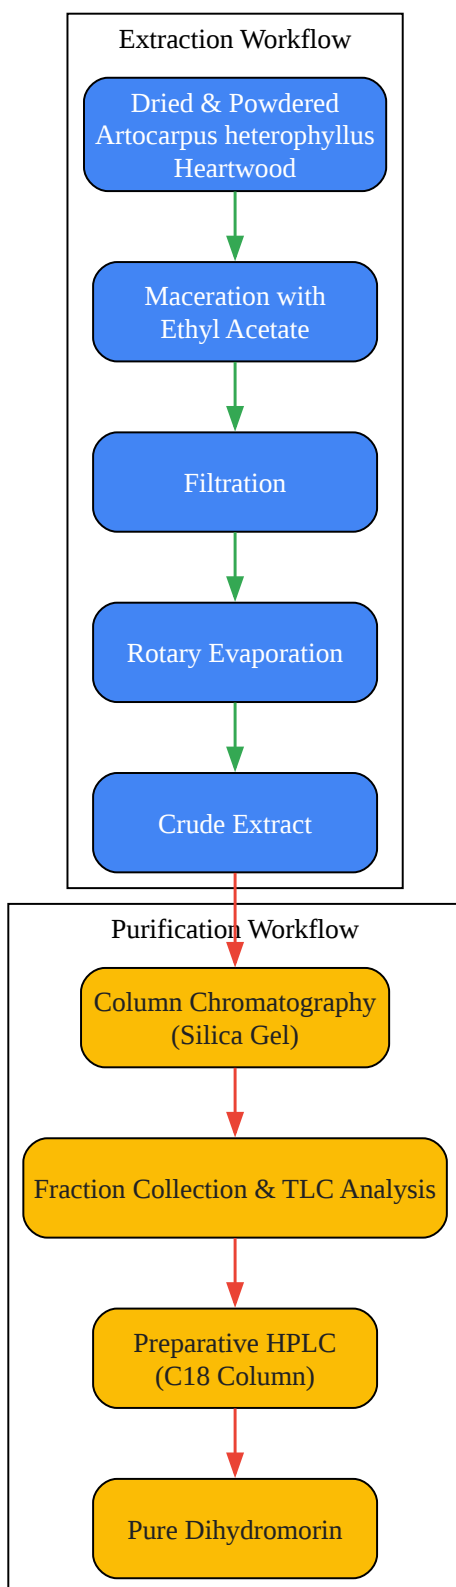 Extraction Workflow
Dried & Powdered
Artocarpus heterophyllus
Heartwood
Maceration with
Ethyl Acetate
Filtration
Rotary Evaporation
Crude Extract
Purification Workflow
Column Chromatography
(Silica Gel)
Fraction Collection & TLC Analysis
Preparative HPLC
(C18 Column)
Pure Dihydromorin